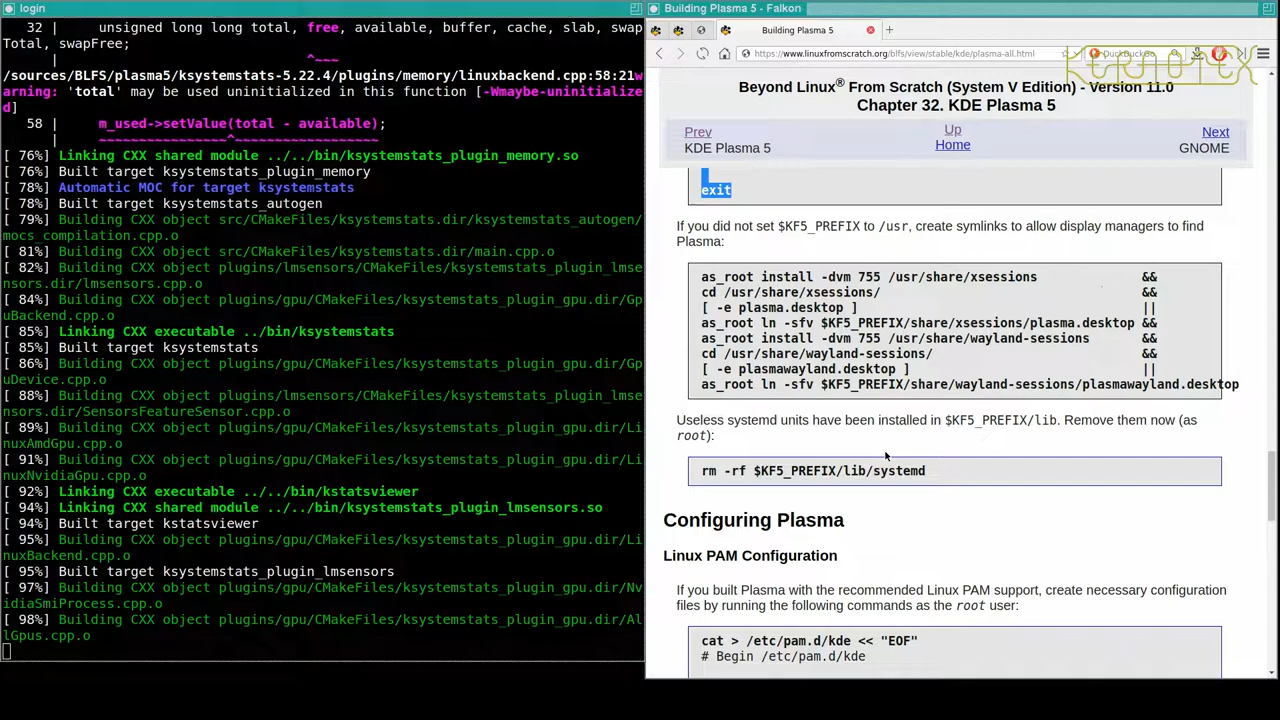 login
32 |     unsigned long long total, free, available, buffer, cache, slab, swap
Total, swapFree;
|                               ^~~~
/sources/BLFS/plasma5/ksystemstats-5.22.4/plugins/memory/linuxbackend.cpp:58:21w
arning: 'total' may be used uninitialized in this function [-Wmaybe-uninitialize
d]
58 |     m_used->setValue(total - available);
|     ~~~~~~~~~~~~~~~~^~~~~~~~~~~~~~~~~~~
[ 76%] Linking CXX shared module ../../bin/ksystemstats_plugin_memory.so
[ 76%] Built target ksystemstats_plugin_memory
[ 78%] Automatic MOC for target ksystemstats
[ 78%] Built target ksystemstats_autogen
[ 79%] Building CXX object src/CMakeFiles/ksystemstats.dir/ksystemstats_autogen/
mocs_compilation.cpp.o
[ 81%] Building CXX object src/CMakeFiles/ksystemstats.dir/main.cpp.o
[ 82%] Building CXX object plugins/lmsensors/CMakeFiles/ksystemstats_plugin_lmse
nsors.dir/lmsensors.cpp.o
[ 84%] Building CXX object plugins/gpu/CMakeFiles/ksystemstats_plugin_gpu.dir/Gp
uBackend.cpp.o
[ 85%] Linking CXX executable ../bin/ksystemstats
[ 85%] Built target ksystemstats
[ 86%] Building CXX object plugins/gpu/CMakeFiles/ksystemstats_plugin_gpu.dir/Gp
uDevice.cpp.o
[ 88%] Building CXX object plugins/lmsensors/CMakeFiles/ksystemstats_plugin_lmse
nsors.dir/SensorsFeatureSensor.cpp.o
[ 89%] Building CXX object plugins/gpu/CMakeFiles/ksystemstats_plugin_gpu.dir/Li
nuxAmdGpu.cpp.o
[ 91%] Building CXX object plugins/gpu/CMakeFiles/ksystemstats_plugin_gpu.dir/Li
nuxNvidiaGpu.cpp.o
[ 92%] Linking CXX executable ../../bin/kstatsviewer
[ 94%] Linking CXX shared module ../../bin/ksystemstats_plugin_lmsensors.so
[ 94%] Built target kstatsviewer
[ 95%] Building CXX object plugins/gpu/CMakeFiles/ksystemstats_plugin_gpu.dir/Li
nuxBackend.cpp.o
[ 95%] Built target ksystemstats_plugin_lmsensors
[ 97%] Building CXX object plugins/gpu/CMakeFiles/ksystemstats_plugin_gpu.dir/Nv
idiaSmiProcess.cpp.o
[ 98%] Building CXX object plugins/gpu/CMakeFiles/ksystemstats_plugin_gpu.dir/Al
lGpus.cpp.o
Building Plasma 5 - Falkon
Building Plasma 5
https://www.linuxfromscratch.org/blfs/view/stable/kde/plasma-all.html
DuckDuckGo
KERNOTEX
Beyond Linux® From Scratch (System V Edition) - Version 11.0
Chapter 32. KDE Plasma 5
Prev Up Next
KDE Plasma 5 Home GNOME
exit
If you did not set $KF5_PREFIX to /usr, create symlinks to allow display managers to find
Plasma:
as_root install -dvm 755 /usr/share/xsessions &&
cd /usr/share/xsessions/ &&
[ -e plasma.desktop ] ||
as_root ln -sfv $KF5_PREFIX/share/xsessions/plasma.desktop &&
as_root install -dvm 755 /usr/share/wayland-sessions &&
cd /usr/share/wayland-sessions/ &&
[ -e plasmawayland.desktop ] ||
as_root ln -sfv $KF5_PREFIX/share/wayland-sessions/plasmawayland.desktop
Useless systemd units have been installed in $KF5_PREFIX/lib. Remove them now (as
root):
rm -rf $KF5_PREFIX/lib/systemd
Configuring Plasma
Linux PAM Configuration
If you built Plasma with the recommended Linux PAM support, create necessary configuration
files by running the following commands as the root user:
cat > /etc/pam.d/kde << "EOF"
# Begin /etc/pam.d/kde